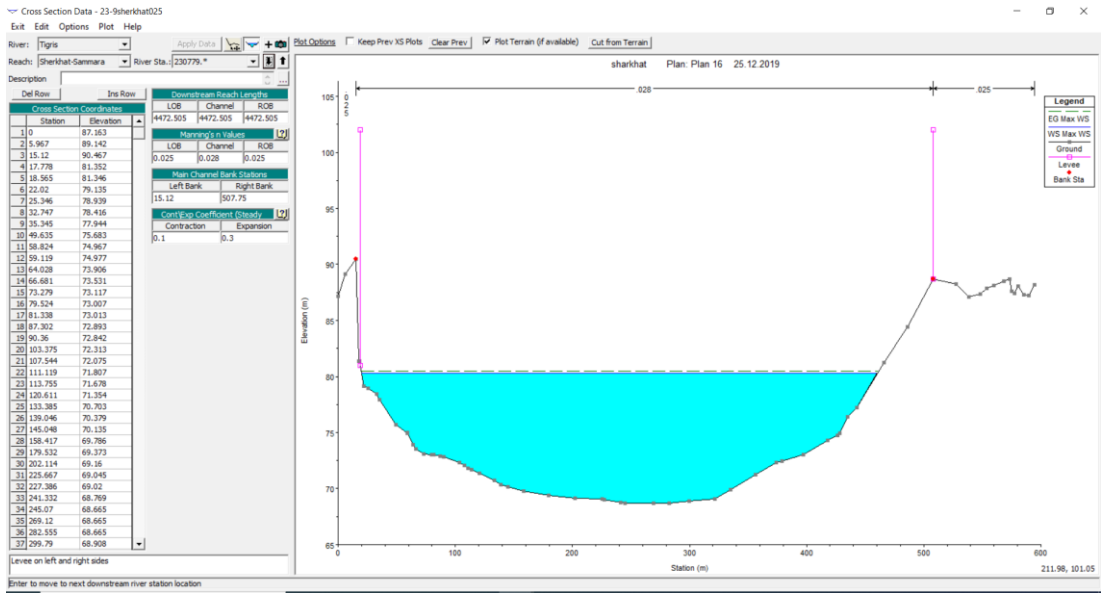 Cross Section Data - 23-9sherkhat025
Exit Edit Options Plot Help
River: Tigris Apply Data Plot Options Keep Prev XS Plots Clear Prev Plot Terrain (if available) Cut from Terrain
Reach: Sherkhat-Sammara River Sta.: 230779.*
Description ...
Del Row Ins Row
Cross Section Coordinates
Station Elevation
1 0 87.163
2 5.967 89.142
3 15.12 90.467
4 17.778 81.352
5 18.565 81.346
6 22.02 79.135
7 25.346 78.939
8 32.747 78.416
9 35.345 77.944
10 49.635 75.683
11 58.824 74.967
12 59.119 74.977
13 64.028 73.906
14 66.681 73.531
15 73.279 73.117
16 79.524 73.007
17 81.338 73.013
18 87.302 72.893
19 90.36 72.842
20 103.375 72.313
21 107.544 72.075
22 111.119 71.807
23 113.755 71.678
24 120.611 71.354
25 133.385 70.703
26 139.046 70.379
27 145.048 70.135
28 158.417 69.786
29 179.532 69.373
30 202.114 69.16
31 225.667 69.045
32 227.386 69.02
33 241.332 68.769
34 245.07 68.665
35 269.12 68.665
36 282.555 68.665
37 299.79 68.908
Downstream Reach Lengths
LOB Channel ROB
4472.505 4472.505 4472.505
Manning's n Values ?
LOB Channel ROB
0.025 0.028 0.025
Main Channel Bank Stations
Left Bank Right Bank
15.12 507.75
Cont\Exp Coefficient (Steady ?
Contraction Expansion
0.1 0.3
Levee on left and right sides
Enter to move to next downstream river station location
sharkhat Plan: Plan 16 25.12.2019
.025
.028
.025
Legend
EG Max WS
WS Max WS
Ground
Levee
Bank Sta
105
100
95
90
85
80
75
70
65
Elevation (m)
0 100 200 300 400 500 600
Station (m)
211.98, 101.05